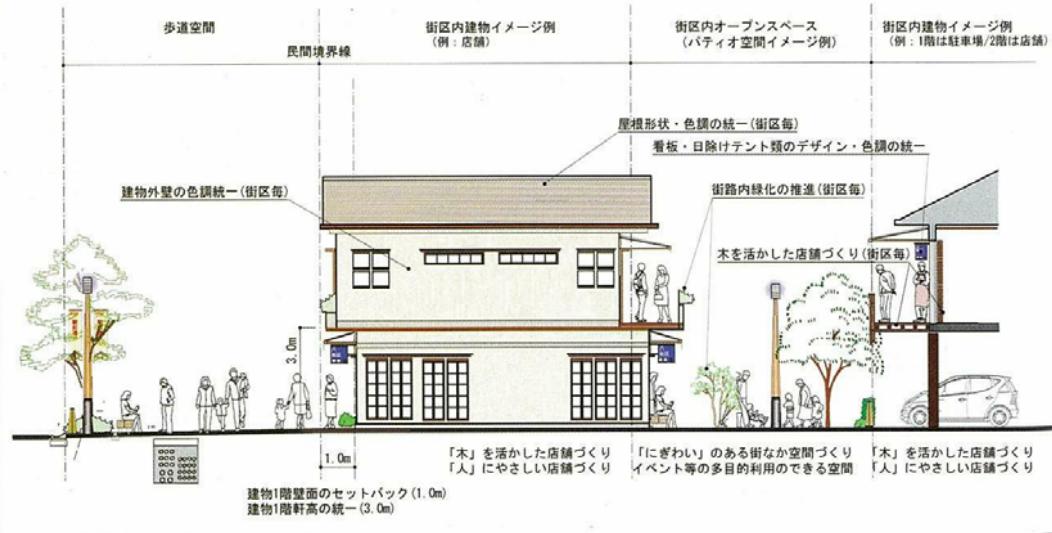 歩道空間
街区内建物イメージ例
(例：店舗)
街区内オープンスペース
(パティオ空間イメージ例)
街区内建物イメージ例
(例：1階は駐車場/2階は店舗)
民間境界線
屋根形状・色調の統一(街区毎)
看板・日除けテント類のデザイン・色調の統一
建物外壁の色調統一(街区毎)
街路内緑化の推進(街区毎)
木を活かした店舗づくり(街区毎)
3.0m
1.0m
「木」を活かした店舗づくり
「人」にやさしい店舗づくり
「にぎわい」のある街なか空間づくり
イベント等の多目的利用のできる空間
「木」を活かした店舗づくり
「人」にやさしい店舗づくり
建物1階壁面のセットバック(1.0m)
建物1階軒高の統一(3.0m)